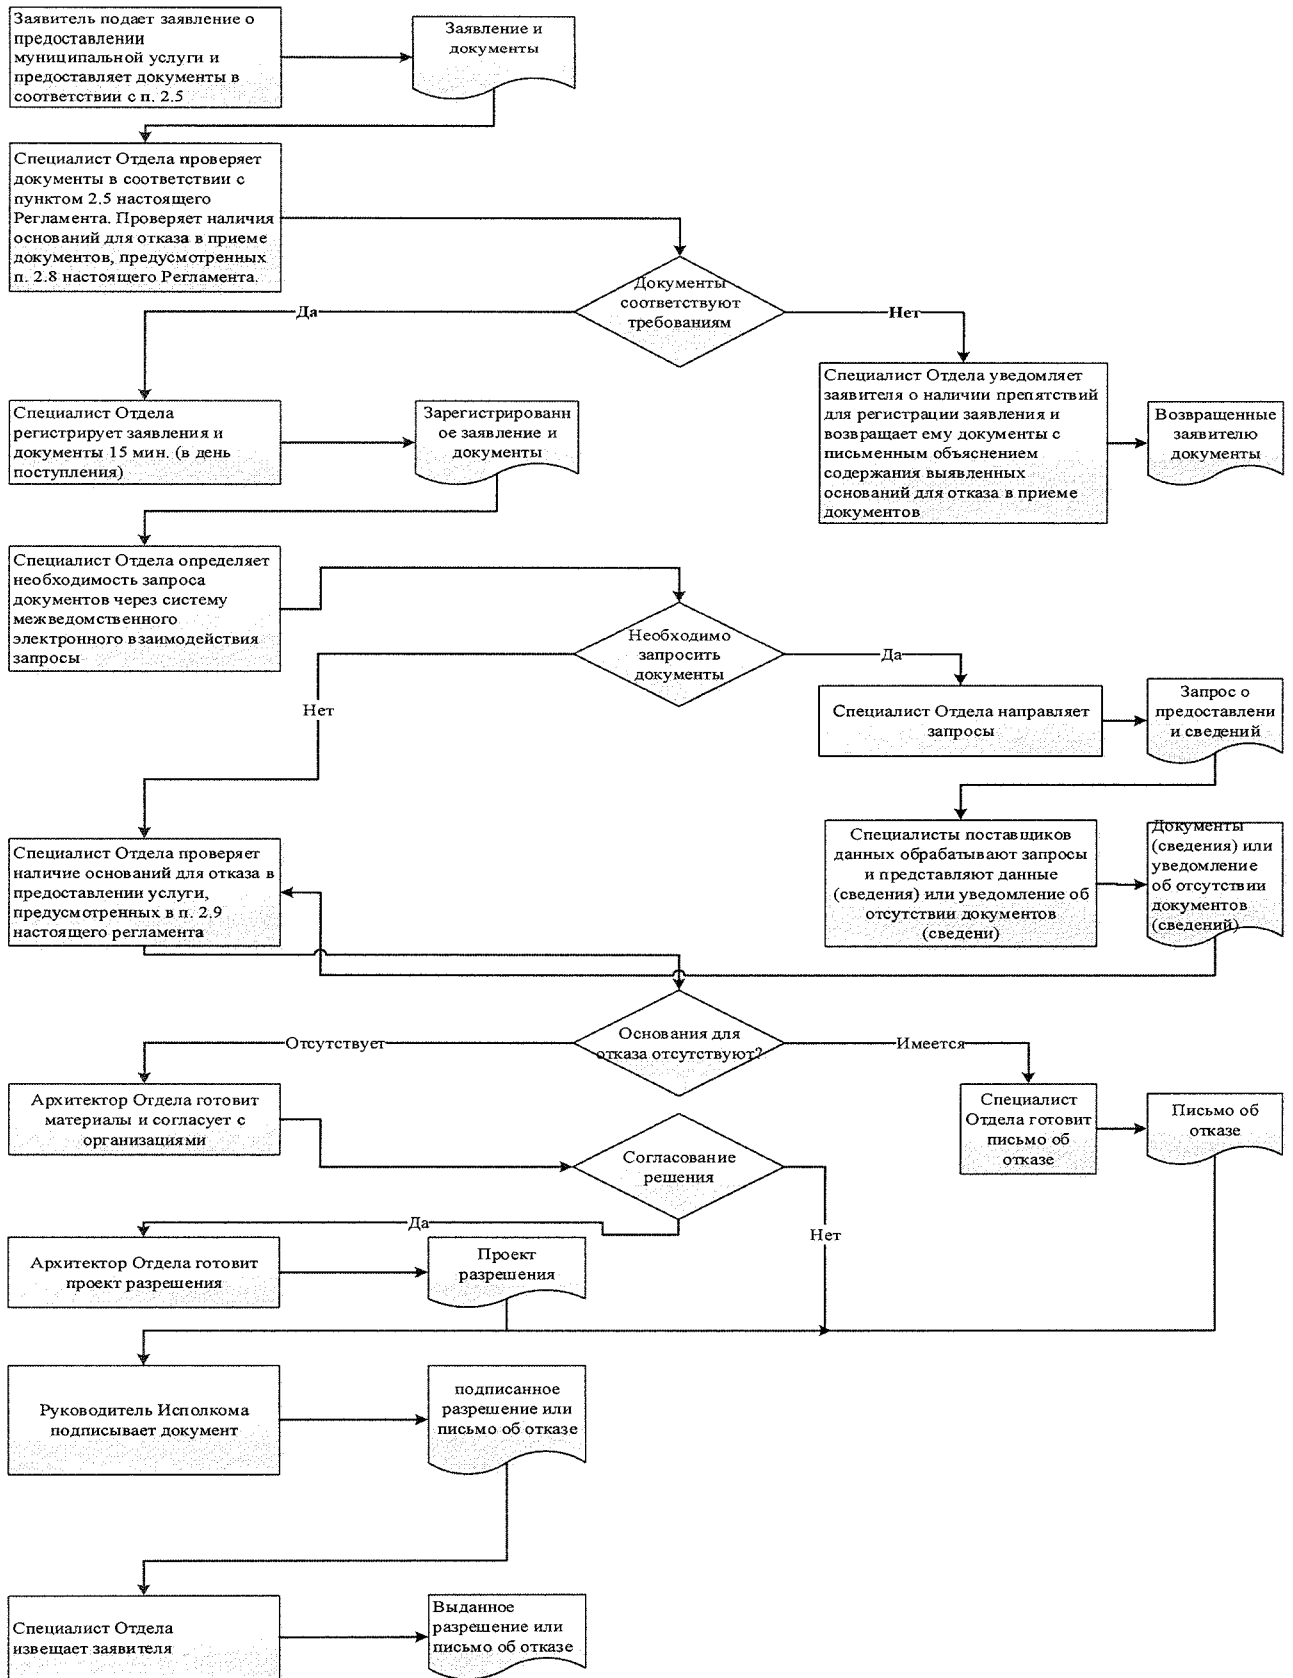 Заявитель подает заявление о
предоставлении
муниципальной услуги и
предоставляет документы в
соответствии с п. 2.5
Заявление и
документы
Специалист Отдела проверяет
документы в соответствии с
пунктом 2.5 настоящего
Регламента. Проверяет наличия
оснований для отказа в приеме
документов, предусмотренных
п. 2.8 настоящего Регламента.
Документы
соответствуют
требованиям
Да
Нет
Специалист Отдела
регистрирует заявления и
документы 15 мин. (в день
поступления)
Зарегистрированн
ое заявление и
документы
Специалист Отдела уведомляет
заявителя о наличии препятствий
для регистрации заявления и
возвращает ему документы с
письменным объяснением
содержания выявленных
оснований для отказа в приеме
документов
Возвращенные
заявителю
документы
Специалист Отдела определяет
необходимость запроса
документов через систему
межведомственного
электронного взаимодействия
запросы
Необходимо
запросить
документы
Да
Нет
Специалист Отдела направляет
запросы
Запрос о
предоставлени
и сведений
Специалист Отдела проверяет
наличие оснований для отказа в
предоставлении услуги,
предусмотренных в п. 2.9
настоящего регламента
Специалисты поставщиков
данных обрабатывают запросы
и представляют данные
(сведения) или уведомление об
отсутствии документов
(сведени)
Документы
(сведения) или
уведомление
об отсутствии
документов
(сведений)
Основания для
отказа отсутствуют?
Отсутствует
Имеется
Архитектор Отдела готовит
материалы и согласует с
организациями
Согласование
решения
Специалист
Отдела готовит
письмо об
отказе
Письмо об
отказе
Да
Нет
Архитектор Отдела готовит
проект разрешения
Проект
разрешения
Руководитель Исполкома
подписывает документ
подписанное
разрешение или
письмо об отказе
Специалист Отдела
извещает заявителя
Выданное
разрешение или
письмо об отказе